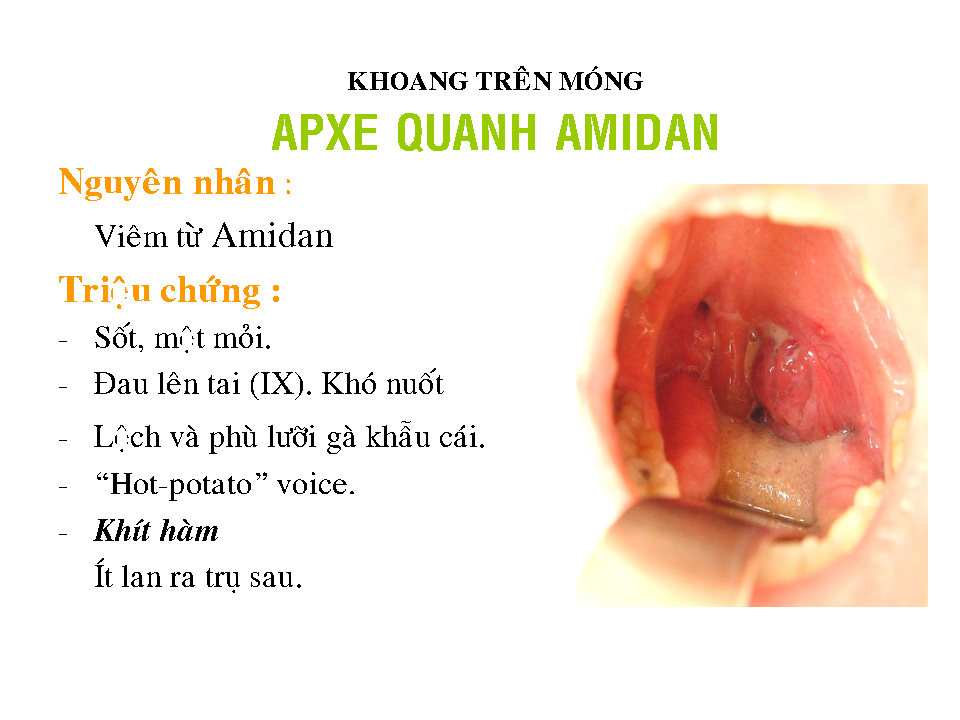 KHOANG TRÊN MÓNG
APXE QUANH AMIDAN
Nguyên nhân :
Viêm từ Amidan
Triệu chứng :
- Sốt, mệt mỏi.
- Đau lên tai (IX). Khó nuốt
- Lệch và phù lưỡi gà khẩu cái.
- “Hot-potato” voice.
- Khít hàm
Ít lan ra trụ sau.